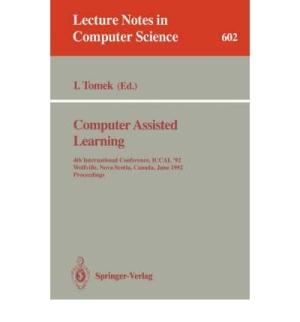 Lecture Notes in
Computer Science
602
I. Tomek (Ed.)
Computer Assisted
Learning
4th International Conference, ICCAL '92
Wolfville, Nova Scotia, Canada, June 1992
Proceedings
Springer-Verlag